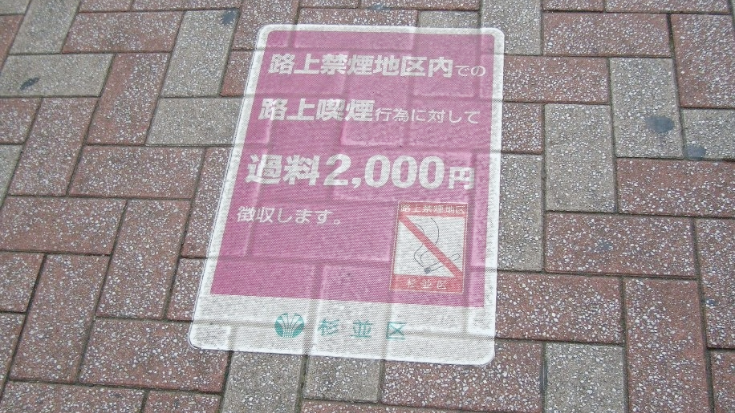 路上禁煙地区内での
路上喫煙行為に対して
過料2,000円
徴収します。
路上禁煙地区
杉並区
杉並区